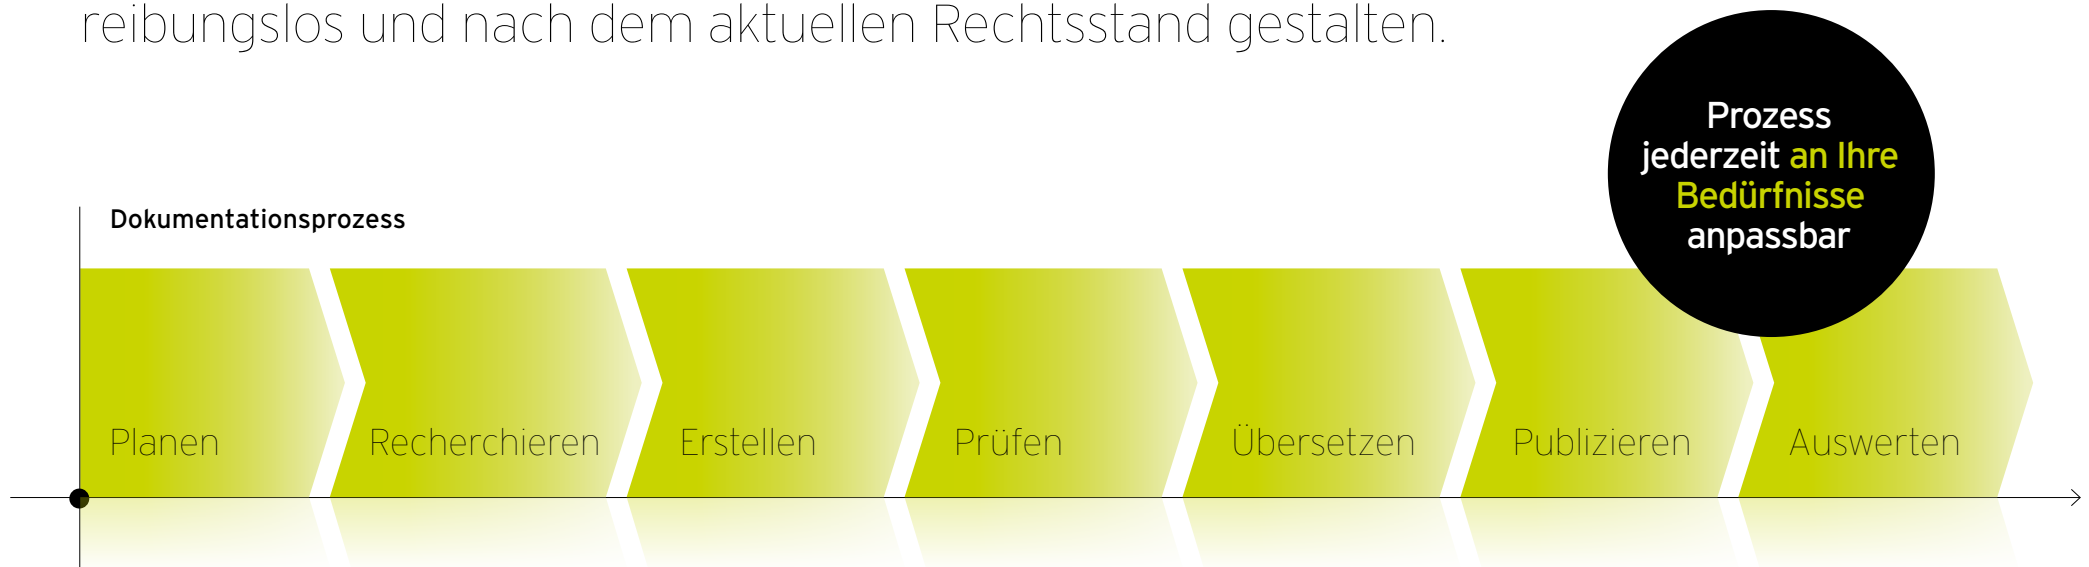 reibungslos und nach dem aktuellen Rechtsstand gestalten.
Prozess
jederzeit an Ihre
Bedürfnisse
anpassbar
Dokumentationsprozess
Planen
Recherchieren
Erstellen
Prüfen
Übersetzen
Publizieren
Auswerten